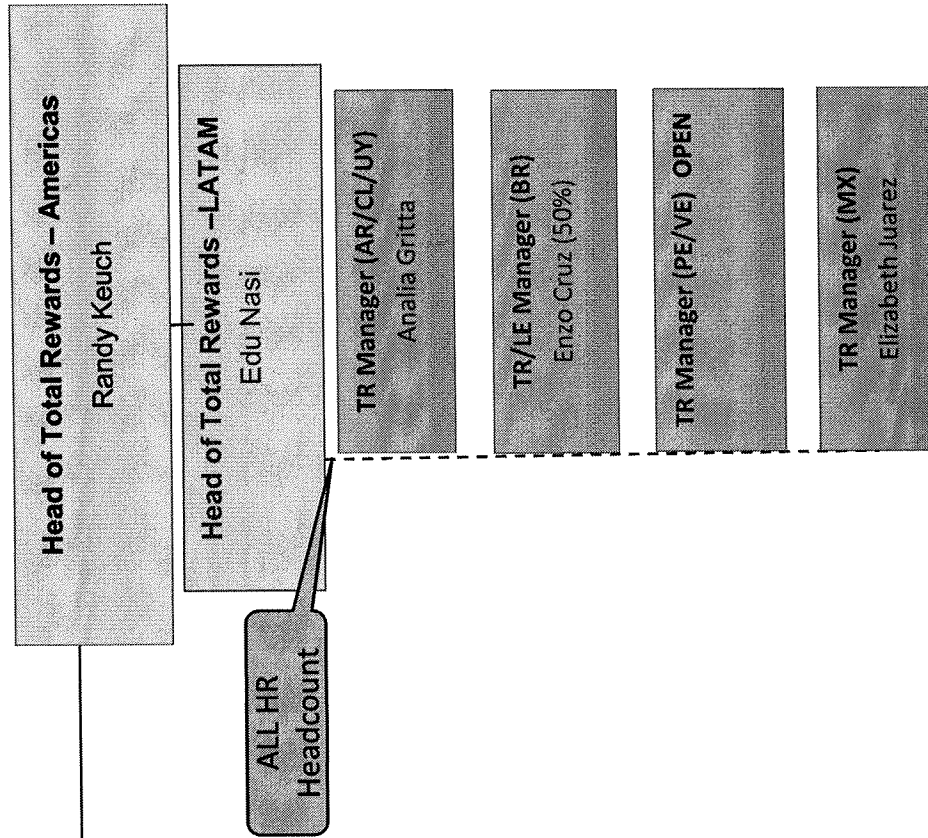 Head of Total Rewards – Americas
Randy Keuch
Head of Total Rewards –LATAM
Edu Nasi
ALL HR
Headcount
TR Manager (AR/CL/UY)
Analia Gritta
TR/LE Manager (BR)
Enzo Cruz (50%)
TR Manager (PE/VE) OPEN
TR Manager (MX)
Elizabeth Juarez